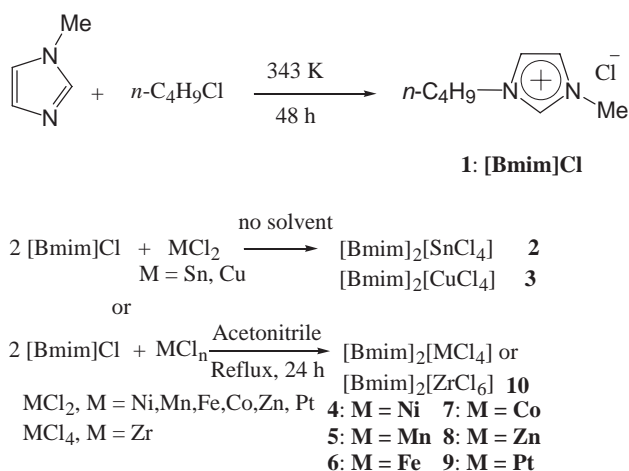 Me
N
N
+ n-C4H9Cl
343 K
48 h
n-C4H9 N + N Me
Cl−
1: [Bmim]Cl
2 [Bmim]Cl + MCl2 no solvent [Bmim]2[SnCl4] 2
M = Sn, Cu [Bmim]2[CuCl4] 3
or
2 [Bmim]Cl + MCln Acetonitrile [Bmim]2[MCl4] or
Reflux, 24 h [Bmim]2[ZrCl6] 10
MCl2, M = Ni,Mn,Fe,Co,Zn, Pt 4: M = Ni 7: M = Co
MCl4, M = Zr 5: M = Mn 8: M = Zn
6: M = Fe 9: M = Pt